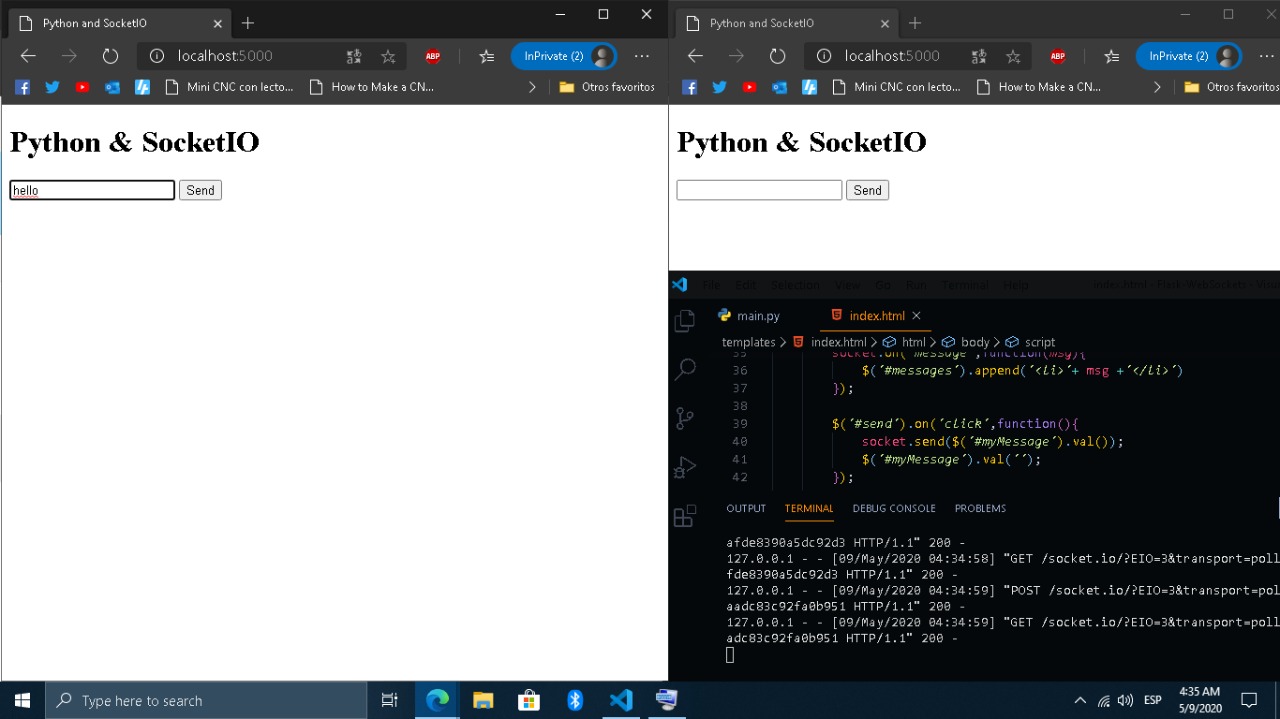 Python and SocketIO
localhost:5000
ABP
InPrivate (2)
Mini CNC con lecto...
How to Make a CN...
Otros favoritos
Python & SocketIO
hello
Send
Python and SocketIO
localhost:5000
ABP
InPrivate (2)
Mini CNC con lecto...
How to Make a CN...
Otros favoritos
Python & SocketIO
Send
File Edit Selection View Go Run Terminal Help
main.py
index.html
templates > index.html > html > body > script
35 socket.on('message',function(msg){
36 $('#messages').append('<li>'+ msg +'</li>')
37 });
38
39 $('#send').on('click',function(){
40 socket.send($('#myMessage').val());
41 $('#myMessage').val('');
42 });
OUTPUT TERMINAL DEBUG CONSOLE PROBLEMS
afde8390a5dc92d3 HTTP/1.1" 200 -
127.0.0.1 - - [09/May/2020 04:34:58] "GET /socket.io/?EIO=3&transport=poll
fde8390a5dc92d3 HTTP/1.1" 200 -
127.0.0.1 - - [09/May/2020 04:34:59] "POST /socket.io/?EIO=3&transport=pol
aadc83c92fa0b951 HTTP/1.1" 200 -
127.0.0.1 - - [09/May/2020 04:34:59] "GET /socket.io/?EIO=3&transport=poll
adc83c92fa0b951 HTTP/1.1" 200 -
Type here to search
ESP
4:35 AM
5/9/2020